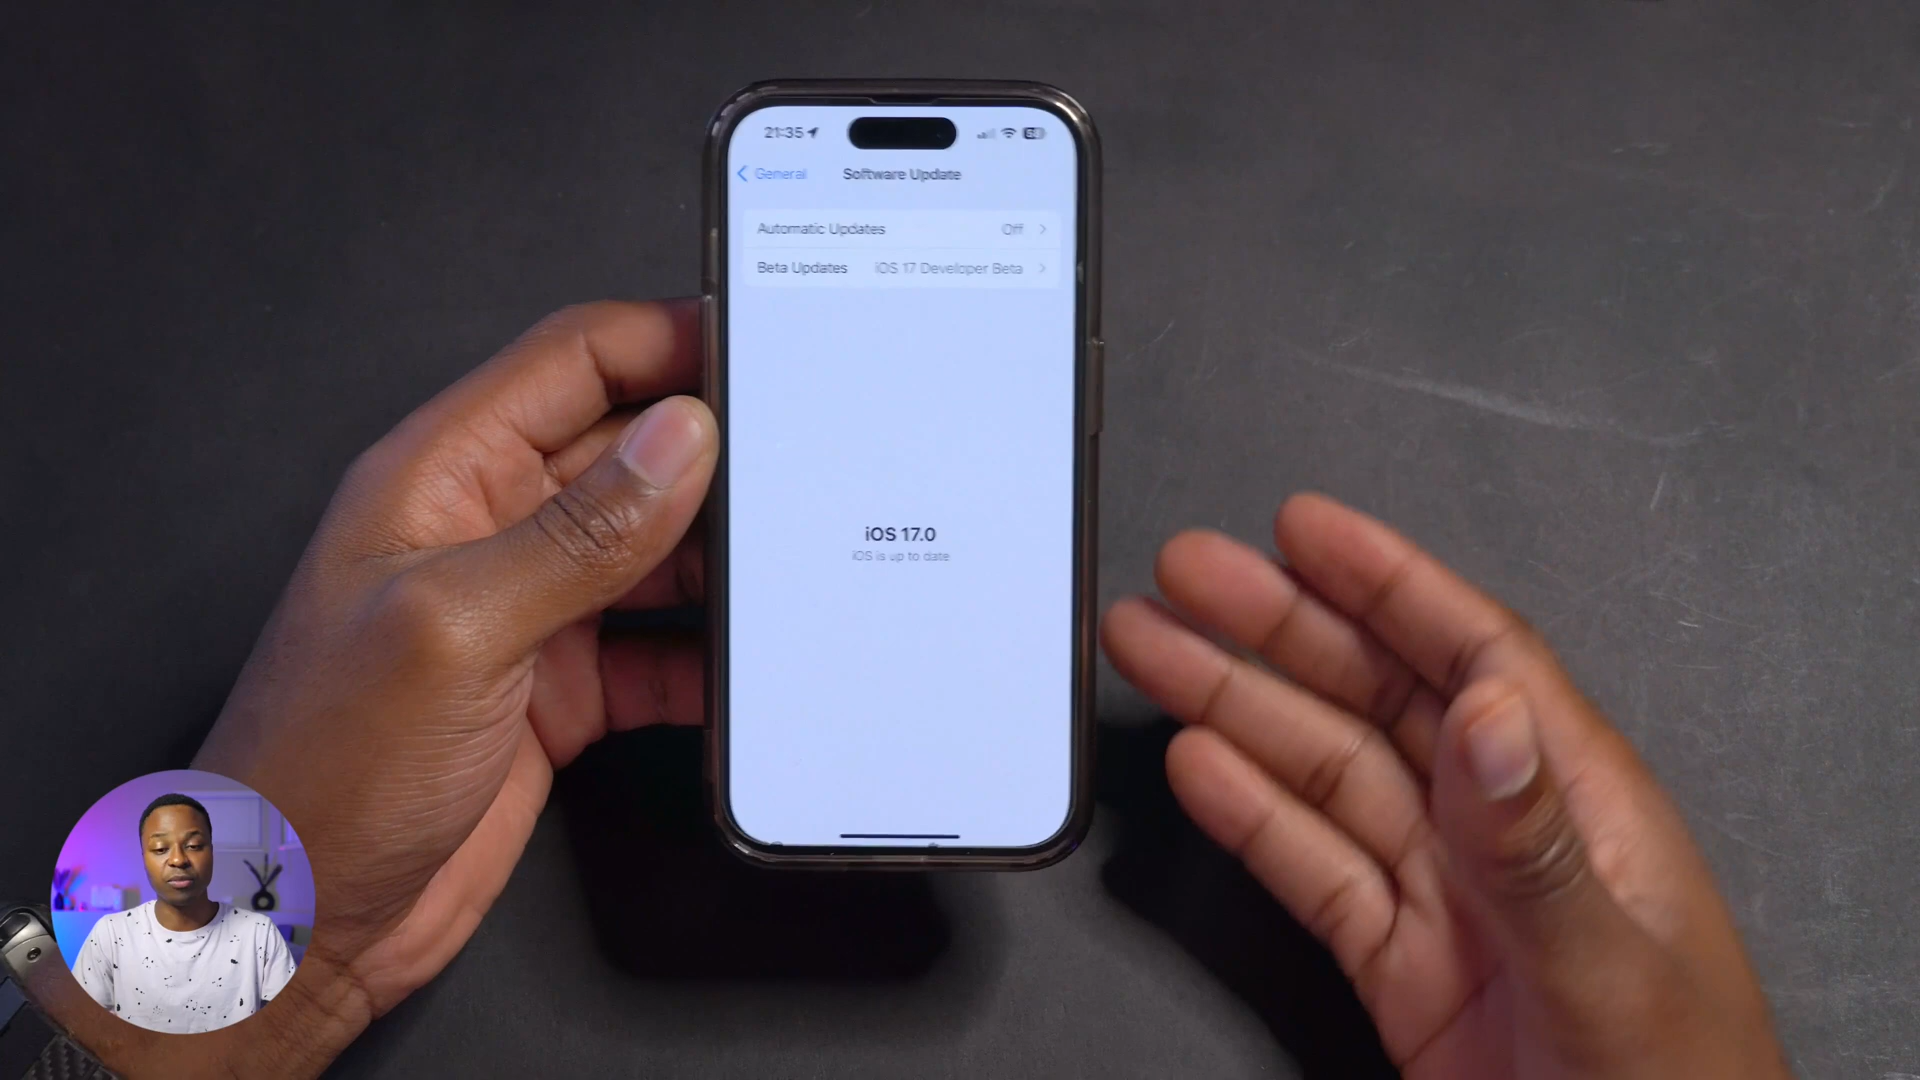 21:35
General
Software Update
Automatic Updates Off
Beta Updates iOS 17 Developer Beta
iOS 17.0
iOS is up to date